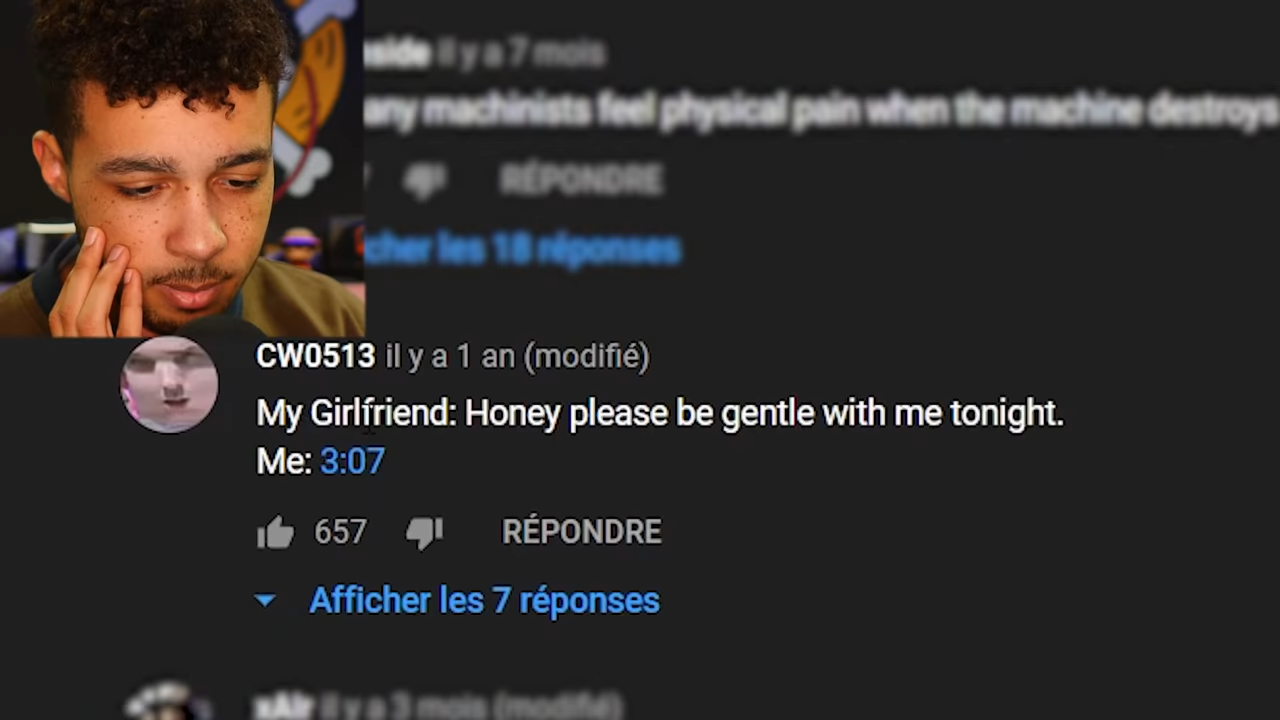 il y a 7 mois
any machinists feel physical pain when the machine destroys
RÉPONDRE
cher les 18 réponses
CW0513 il y a 1 an (modifié)
My Girlfriend: Honey please be gentle with me tonight.
Me: 3:07
657 RÉPONDRE
Afficher les 7 réponses
il y a 3 mois (modifié)